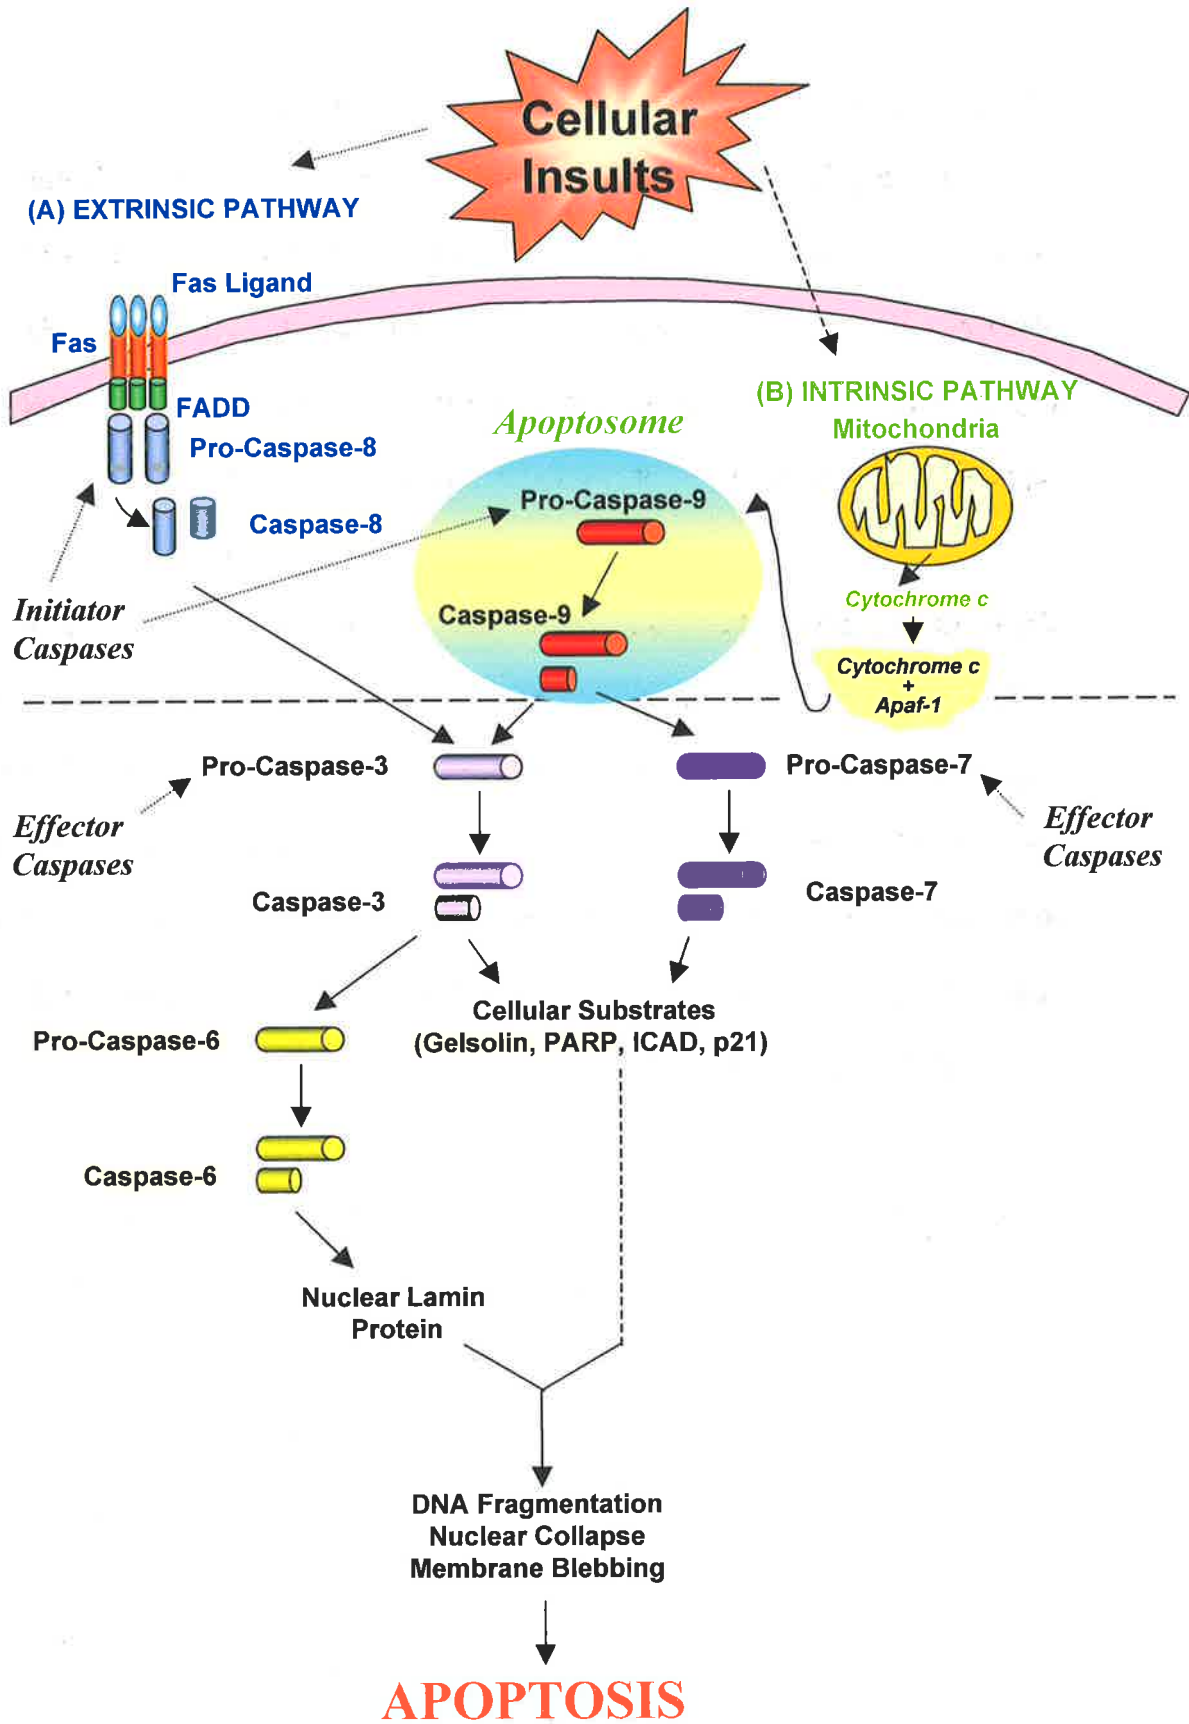 Cellular
Insults
(A) EXTRINSIC PATHWAY
Fas Ligand
Fas
FADD
Pro-Caspase-8
Caspase-8
(B) INTRINSIC PATHWAY
Mitochondria
Apoptosome
Pro-Caspase-9
Caspase-9
Cytochrome c
Cytochrome c
+
Apaf-1
Initiator
Caspases
Pro-Caspase-3
Pro-Caspase-7
Effector
Caspases
Effector
Caspases
Caspase-3
Caspase-7
Cellular Substrates
(Gelsolin, PARP, ICAD, p21)
Pro-Caspase-6
Caspase-6
Nuclear Lamin
Protein
DNA Fragmentation
Nuclear Collapse
Membrane Blebbing
APOPTOSIS